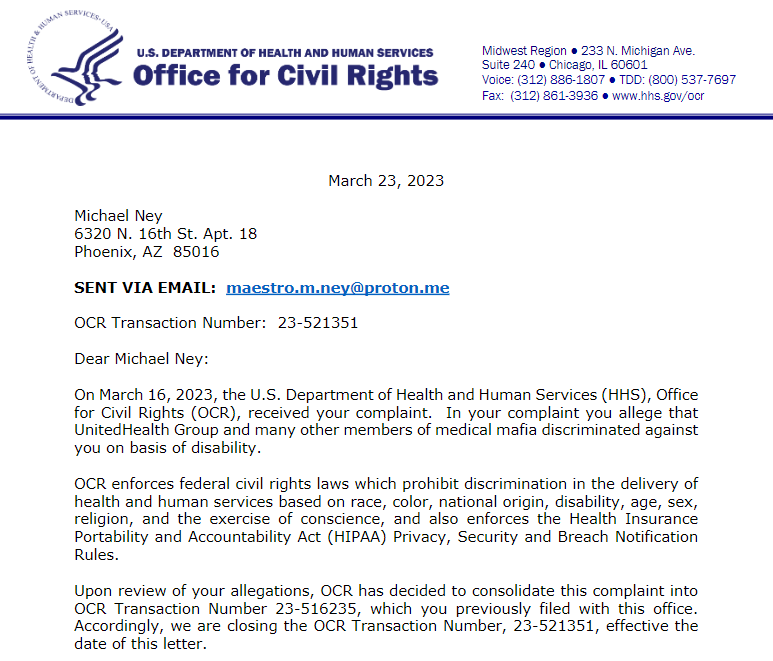 DEPARTMENT OF HEALTH & HUMAN SERVICES • USA
U.S. DEPARTMENT OF HEALTH AND HUMAN SERVICES
Office for Civil Rights
Midwest Region ● 233 N. Michigan Ave.
Suite 240 ● Chicago, IL 60601
Voice: (312) 886-1807 ● TDD: (800) 537-7697
Fax: (312) 861-3936 ● www.hhs.gov/ocr
March 23, 2023
Michael Ney
6320 N. 16th St. Apt. 18
Phoenix, AZ 85016
SENT VIA EMAIL: maestro.m.ney@proton.me
OCR Transaction Number: 23-521351
Dear Michael Ney:
On March 16, 2023, the U.S. Department of Health and Human Services (HHS), Office
for Civil Rights (OCR), received your complaint. In your complaint you allege that
UnitedHealth Group and many other members of medical mafia discriminated against
you on basis of disability.
OCR enforces federal civil rights laws which prohibit discrimination in the delivery of
health and human services based on race, color, national origin, disability, age, sex,
religion, and the exercise of conscience, and also enforces the Health Insurance
Portability and Accountability Act (HIPAA) Privacy, Security and Breach Notification
Rules.
Upon review of your allegations, OCR has decided to consolidate this complaint into
OCR Transaction Number 23-516235, which you previously filed with this office.
Accordingly, we are closing the OCR Transaction Number, 23-521351, effective the
date of this letter.